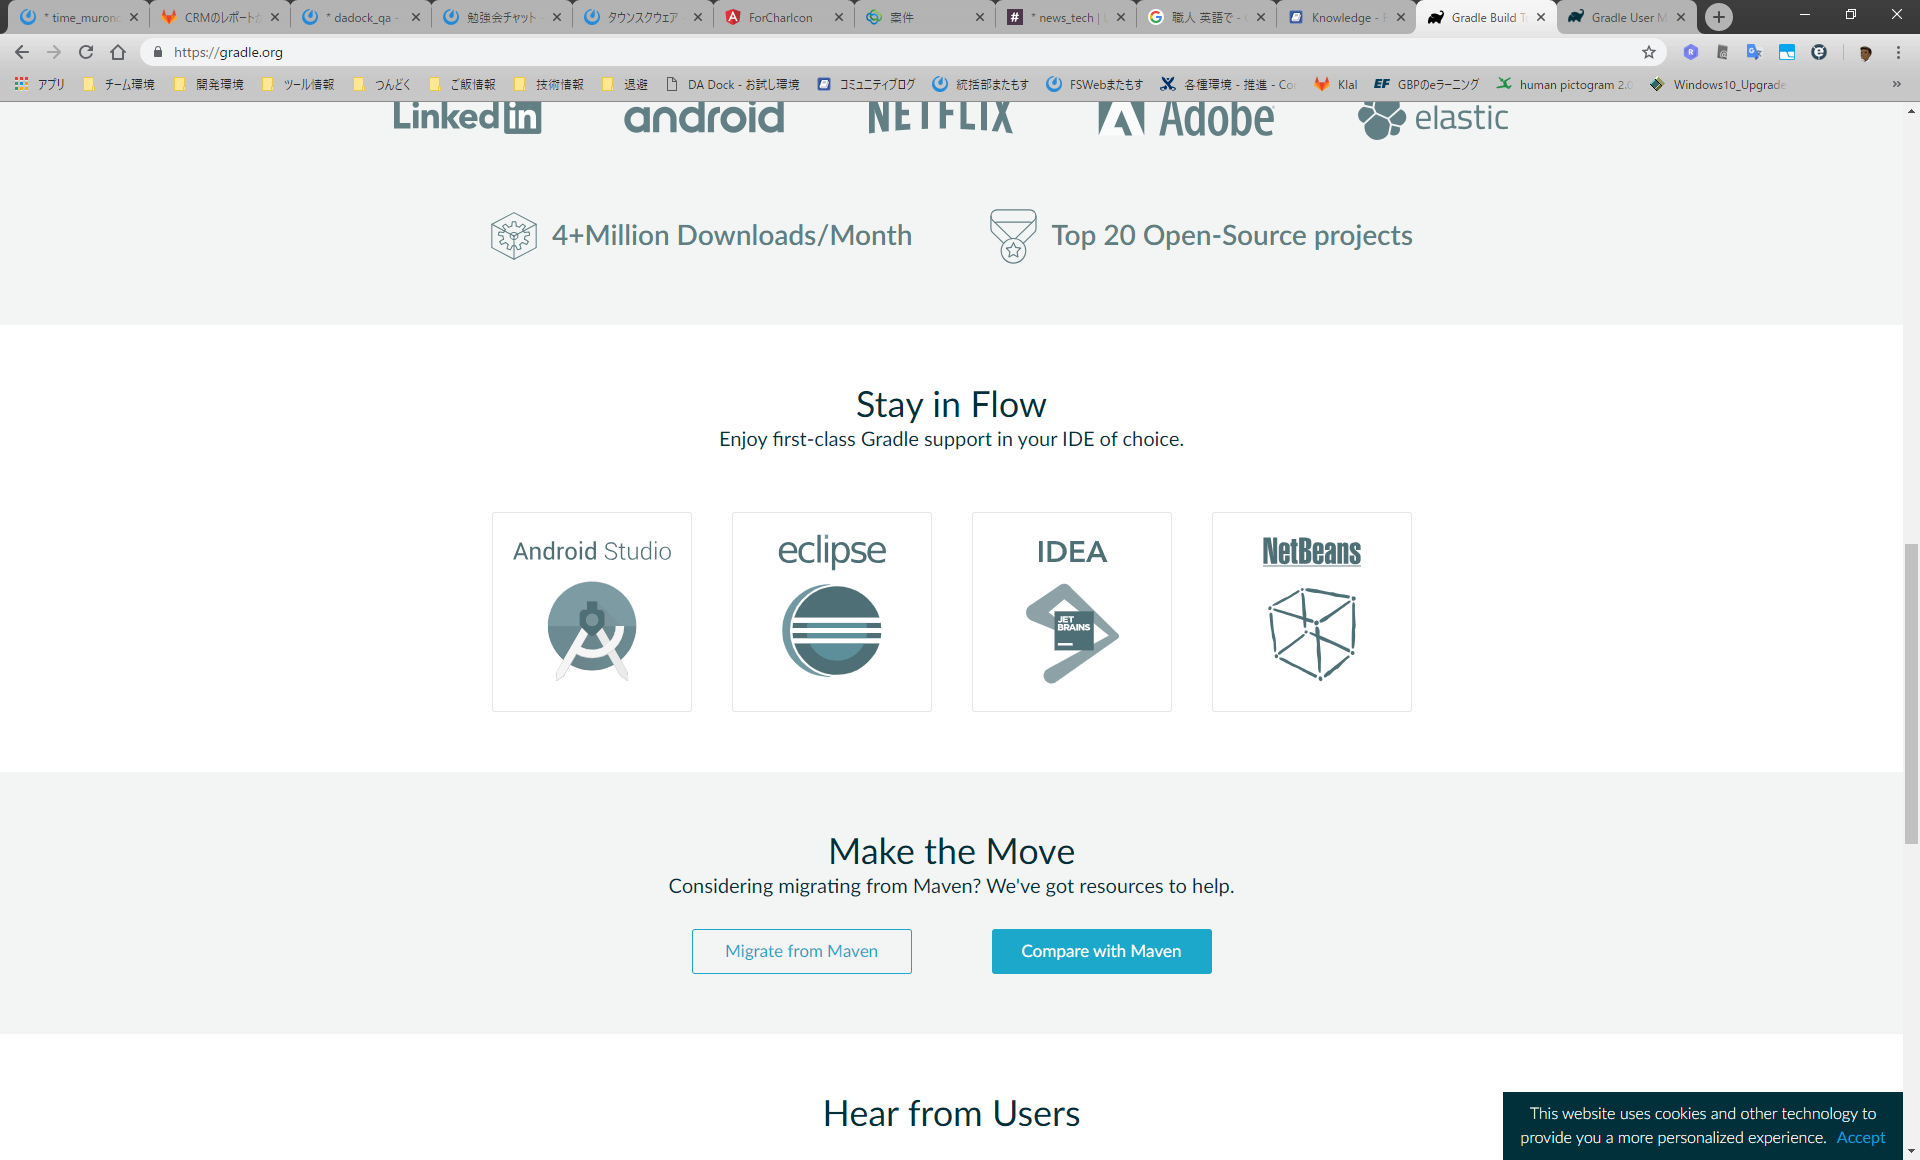 * time_muron
CRMのレポートが
* dadock_qa -
勉強会チャット -
タウンスクウェア
ForCharIcon
案件
* news_tech |
職人 英語で -
Knowledge -
Gradle Build T
Gradle User M
https://gradle.org
アプリ
チーム環境
開発環境
ツール情報
つんどく
ご飯情報
技術情報
退避
DA Dock - お試し環境
コミュニティブログ
統括部またもす
FSWebまたもす
各種環境 - 推進 - Co
Klal
EF GBPのeラーニング
human pictogram 2.0
Windows10_Upgrade
»
LinkedIn
android
NETFLIX
Adobe
elastic
4+Million Downloads/Month
Top 20 Open-Source projects
Stay in Flow
Enjoy first-class Gradle support in your IDE of choice.
Android Studio
eclipse
IDEA
JET
BRAINS
NetBeans
Make the Move
Considering migrating from Maven? We've got resources to help.
Migrate from Maven
Compare with Maven
Hear from Users
This website uses cookies and other technology to
provide you a more personalized experience. Accept